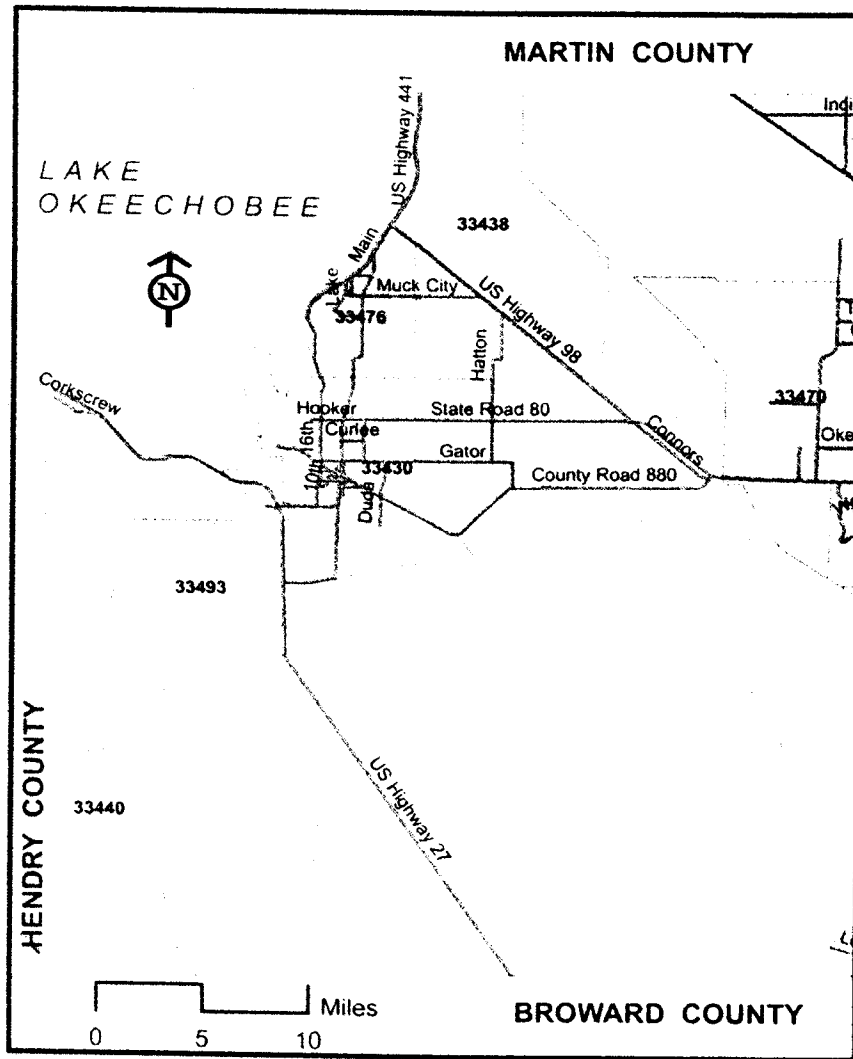 MARTIN COUNTY
Indi
US Highway 441
LAKE
OKEECHOBEE
33438
Main
N
Lake
Muck City
US Highway 98
33476
Hatton
Corkscrew
33470
Hooker
State Road 80
Connors
16th
Curlee
Oke
Gator
10th
33430
County Road 880
Duda
33493
HENDRY COUNTY
US Highway 27
33440
Miles
0 5 10
BROWARD COUNTY